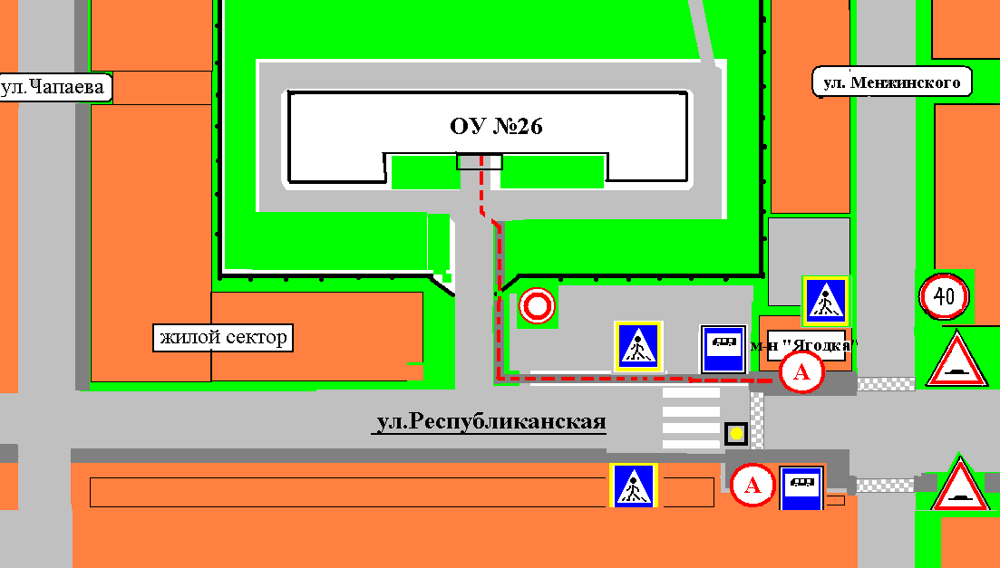 ул.Чапаева
ул. Менжинского
ОУ №26
40
жилой сектор
м-н "Ягодка"
А
ул.Республиканская
А